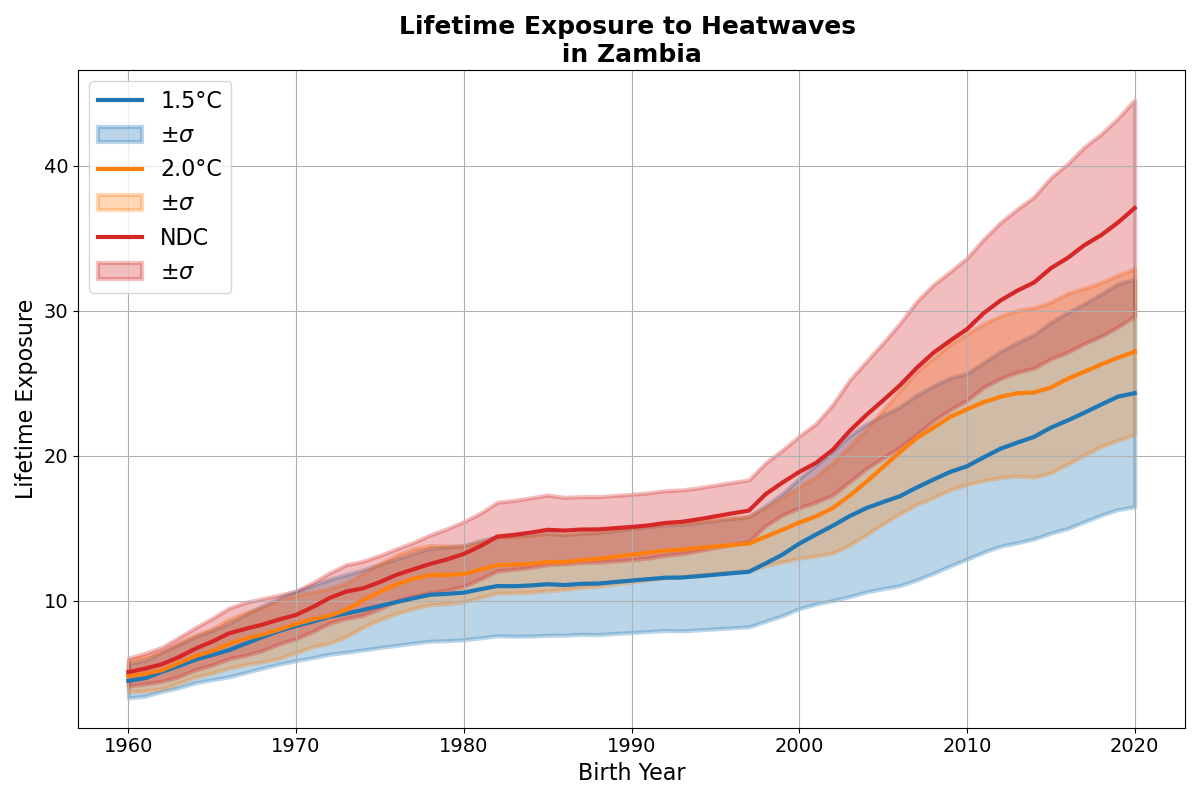 Lifetime Exposure to Heatwaves
in Zambia
1.5°C
±σ
2.0°C
±σ
NDC
±σ
Lifetime Exposure
40
30
20
10
1960 1970 1980 1990 2000 2010 2020
Birth Year